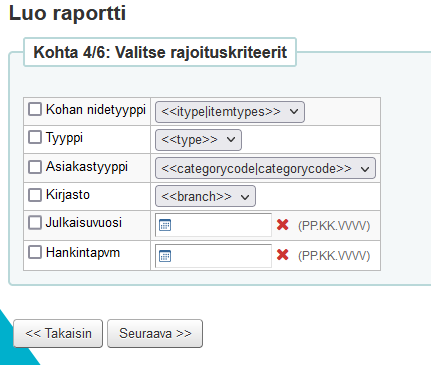 Luo raportti
Kohta 4/6: Valitse rajoituskriteerit
Kohan nidetyyppi <<itype|itemtypes>>
Tyyppi <<type>>
Asiakastyyppi <<categorycode|categorycode>>
Kirjasto <<branch>>
Julkaisuvuosi (PP.KK.VVVV)
Hankintapvm (PP.KK.VVVV)
<< Takaisin Seuraava >>